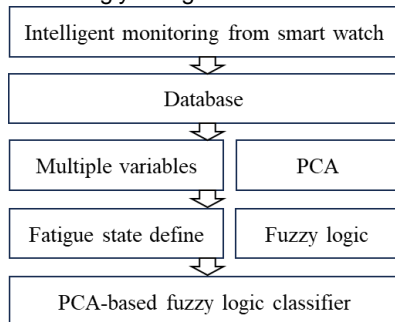 Intelligent monitoring from smart watch
Database
Multiple variables PCA
Fatigue state define Fuzzy logic
PCA-based fuzzy logic classifier